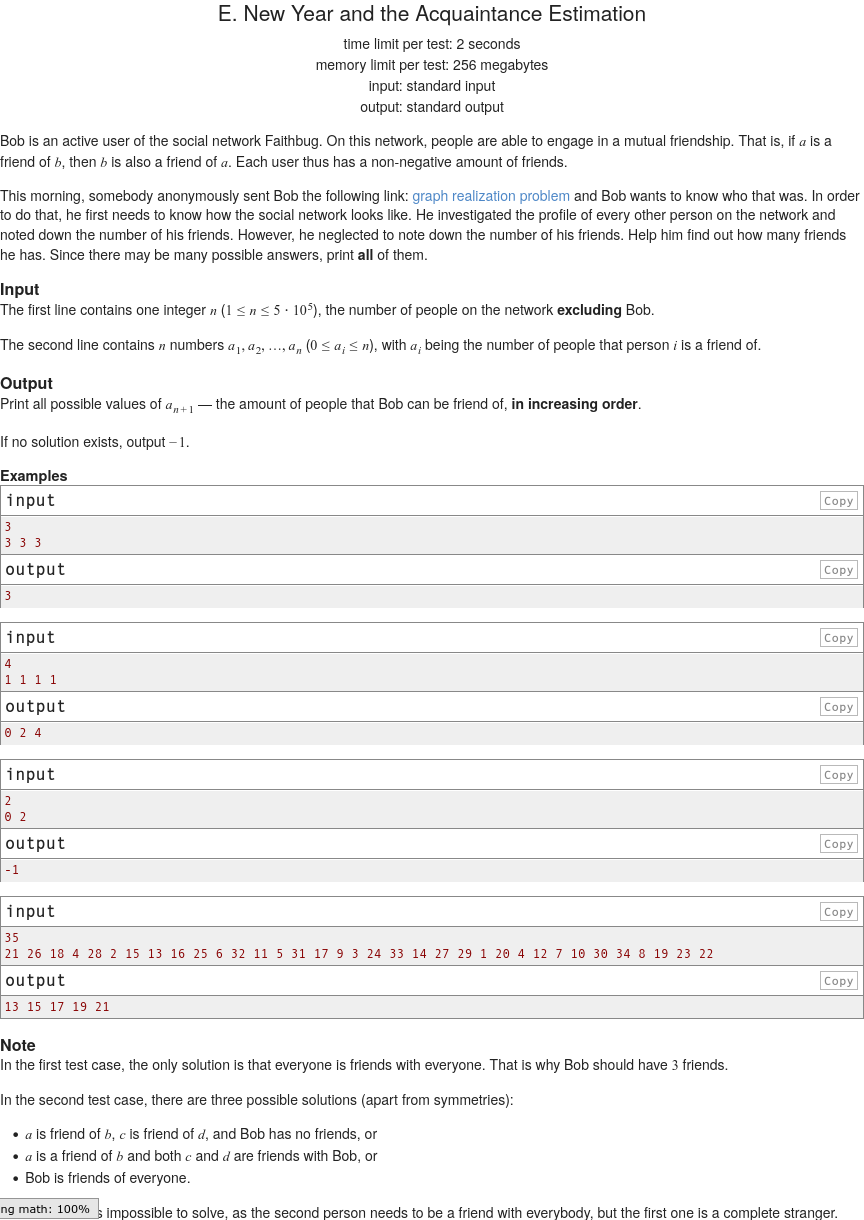 E. New Year and the Acquaintance Estimation
time limit per test: 2 seconds
memory limit per test: 256 megabytes
input: standard input
output: standard output
Bob is an active user of the social network Faithbug. On this network, people are able to engage in a mutual friendship. That is, if a is a
friend of b, then b is also a friend of a. Each user thus has a non-negative amount of friends.
This morning, somebody anonymously sent Bob the following link: graph realization problem and Bob wants to know who that was. In order
to do that, he first needs to know how the social network looks like. He investigated the profile of every other person on the network and
noted down the number of his friends. However, he neglected to note down the number of his friends. Help him find out how many friends
he has. Since there may be many possible answers, print all of them.
Input
The first line contains one integer n (1 ≤ n ≤ 5 · 10⁵), the number of people on the network excluding Bob.
The second line contains n numbers a₁, a₂, …, aₙ (0 ≤ aᵢ ≤ n), with aᵢ being the number of people that person i is a friend of.
Output
Print all possible values of aₙ₊₁ — the amount of people that Bob can be friend of, in increasing order.
If no solution exists, output −1.
Examples
input Copy
3
3 3 3
output Copy
3
input Copy
4
1 1 1 1
output Copy
0 2 4
input Copy
2
0 2
output Copy
-1
input Copy
35
21 26 18 4 28 2 15 13 16 25 6 32 11 5 31 17 9 3 24 33 14 27 29 1 20 4 12 7 10 30 34 8 19 23 22
output Copy
13 15 17 19 21
Note
In the first test case, the only solution is that everyone is friends with everyone. That is why Bob should have 3 friends.
In the second test case, there are three possible solutions (apart from symmetries):
• a is friend of b, c is friend of d, and Bob has no friends, or
• a is a friend of b and both c and d are friends with Bob, or
• Bob is friends of everyone.
ng math: 100% s impossible to solve, as the second person needs to be a friend with everybody, but the first one is a complete stranger.